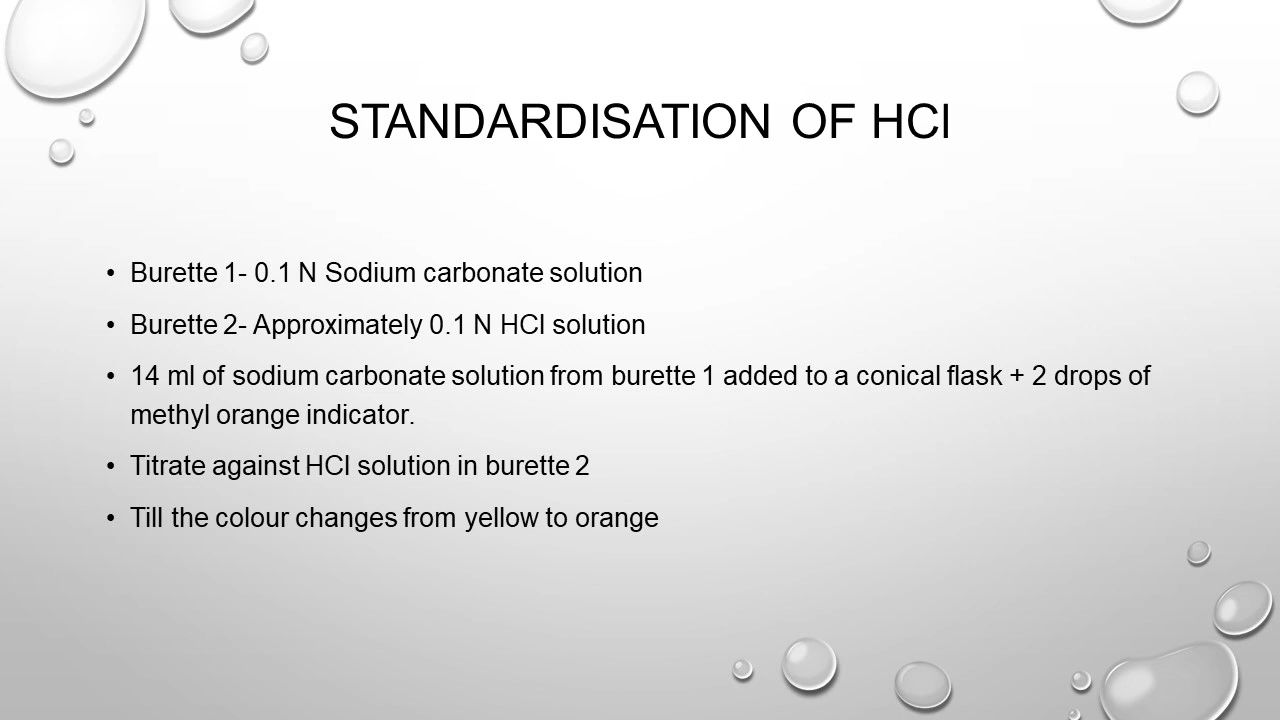 STANDARDISATION OF HCl
• Burette 1- 0.1 N Sodium carbonate solution
• Burette 2- Approximately 0.1 N HCl solution
• 14 ml of sodium carbonate solution from burette 1 added to a conical flask + 2 drops of
methyl orange indicator.
• Titrate against HCl solution in burette 2
• Till the colour changes from yellow to orange